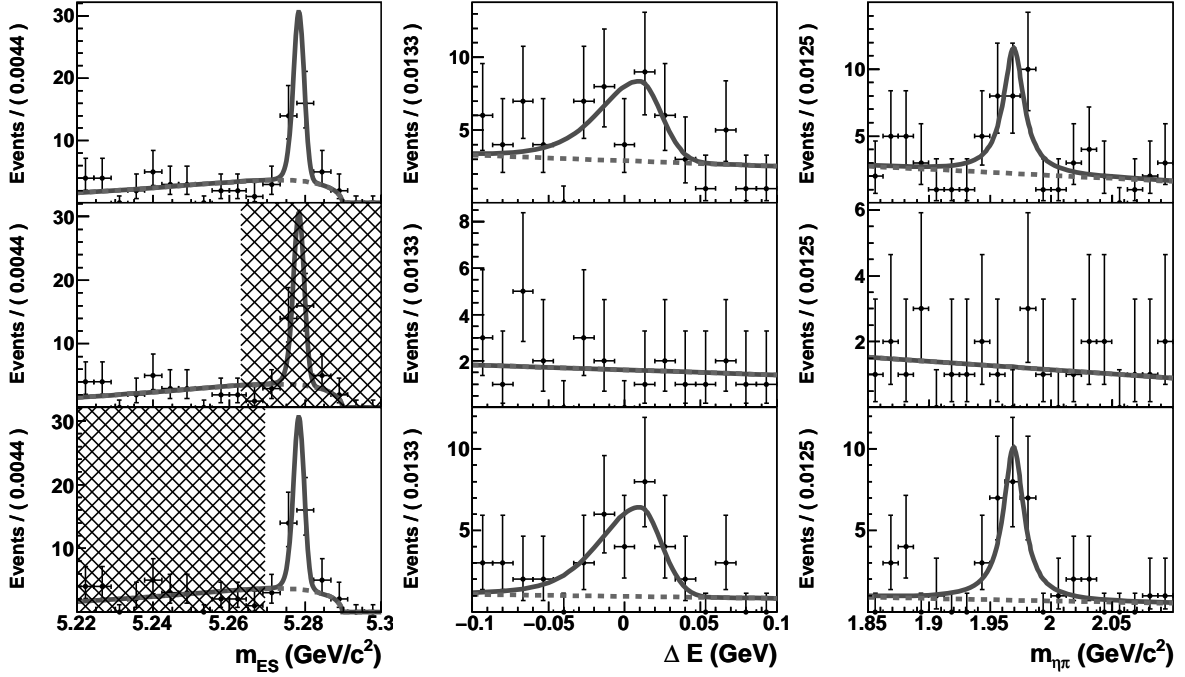 Events / ( 0.0044 )
30
20
10
Events / ( 0.0133 )
10
5
Events / ( 0.0125 )
10
5
Events / ( 0.0044 )
30
20
10
Events / ( 0.0133 )
8
6
4
2
Events / ( 0.0125 )
6
4
2
Events / ( 0.0044 )
30
20
10
Events / ( 0.0133 )
10
5
Events / ( 0.0125 )
10
5
5.22 5.24 5.26 5.28 5.3
−0.1 −0.05 0 0.05 0.1
1.85 1.9 1.95 2 2.05
m_ES (GeV/c²)
Δ E (GeV)
m_ηπ (GeV/c²)